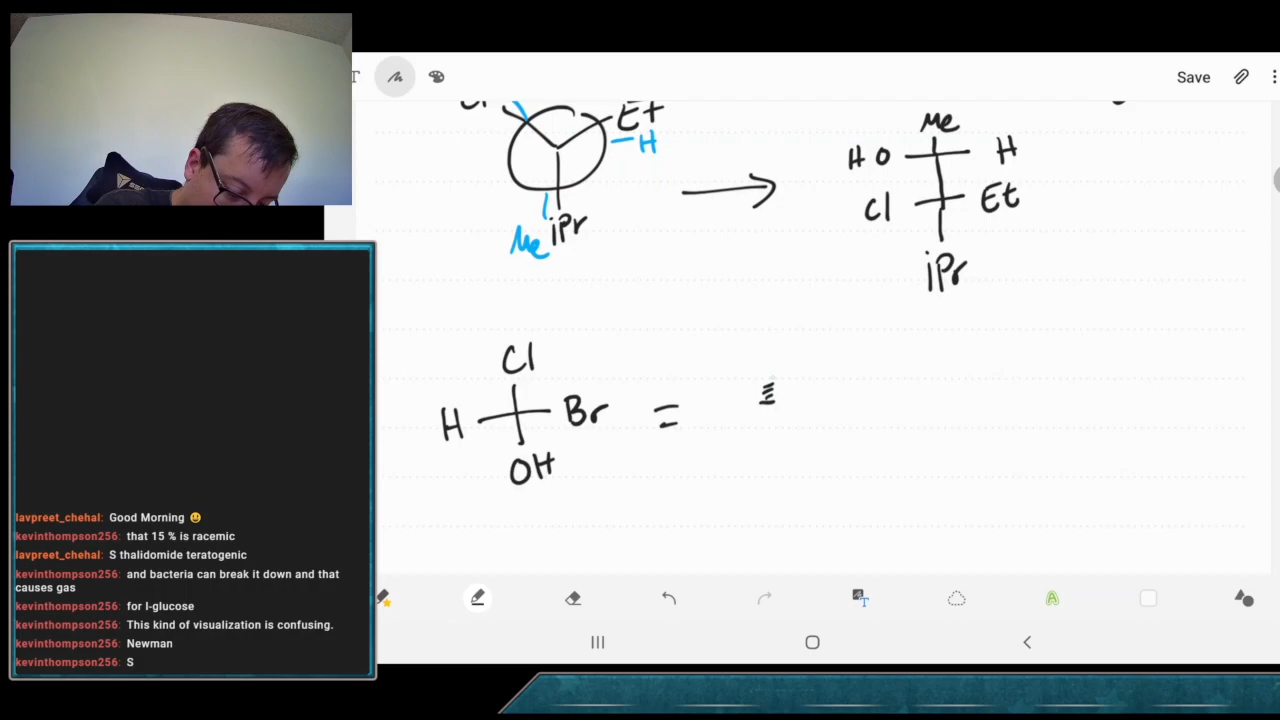 T
Save
Cl
Et
H
Me
iPr
Me
HO
H
Cl
Et
iPr
Cl
H
Br
=
OH
lavpreet_chehal: Good Morning 😃
kevinthompson256: that 15 % is racemic
lavpreet_chehal: S thalidomide teratogenic
kevinthompson256: and bacteria can break it down and that
causes gas
kevinthompson256: for l-glucose
kevinthompson256: This kind of visualization is confusing.
kevinthompson256: Newman
kevinthompson256: S
T
A